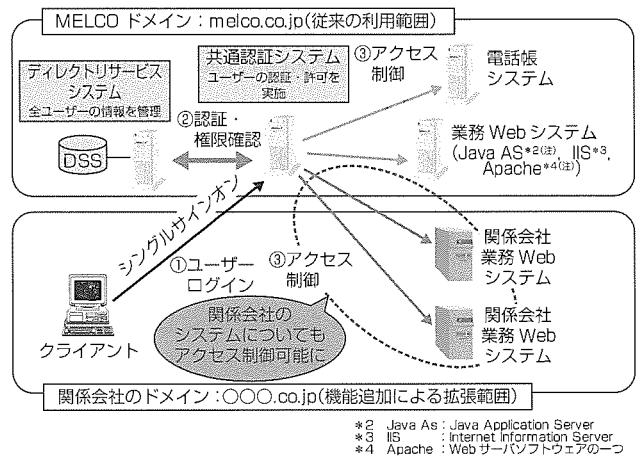 MELCO ドメイン：melco.co.jp(従来の利用範囲)
ディレクトリサービス
システム
全ユーザーの情報を管理
共通認証システム
ユーザーの認証・許可を
実施
③アクセス
制御
電話帳
システム
②認証・
権限確認
DSS
業務 Web システム
(Java AS*2(注), IIS*3,
Apache*4(注))
シングルサインオン
①ユーザー
ログイン
③アクセス
制御
関係会社
業務 Web
システム
クライアント
関係会社の
システムについても
アクセス制御可能に
関係会社
業務 Web
システム
関係会社のドメイン：○○○.co.jp(機能追加による拡張範囲)
*2 Java As : Java Application Server
*3 IIS : Internet Information Server
*4 Apache : Web サーバソフトウェアの一つ